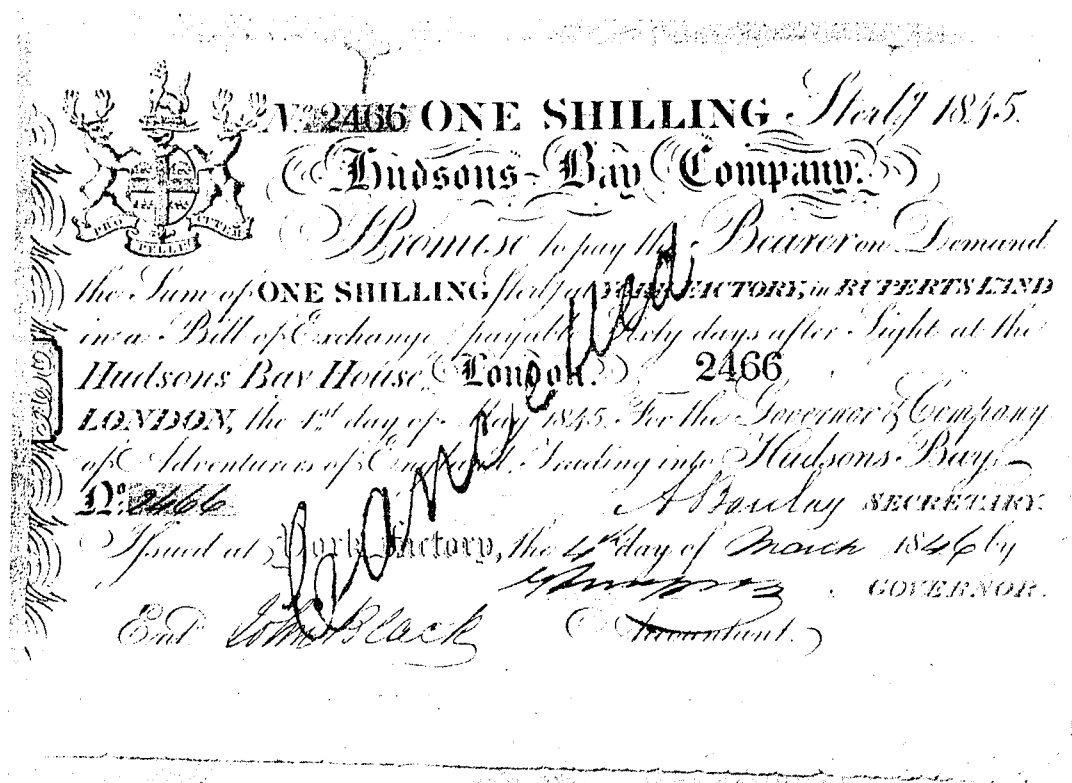 No. 2466 ONE SHILLING Sterlg 1845.
Hudsons-Bay Company.
PRO PELLE CUTEM
I Promise to pay the Bearer on Demand
the Sum of ONE SHILLING Sterlg at YORK FACTORY, in RUPERTS LAND
in a Bill of Exchange payable Sixty days after Sight at the
Hudsons Bay House, London. 2466
LONDON, the 1st day of May 1845. For the Governor & Company
of Adventurers of England, Trading into Hudsons Bay.
No. 2466 SECRETARY.
Issued at York Factory, the 4th day of March 1846 by
GOVERNOR.
Entd John Black Accountant.
Cancelled